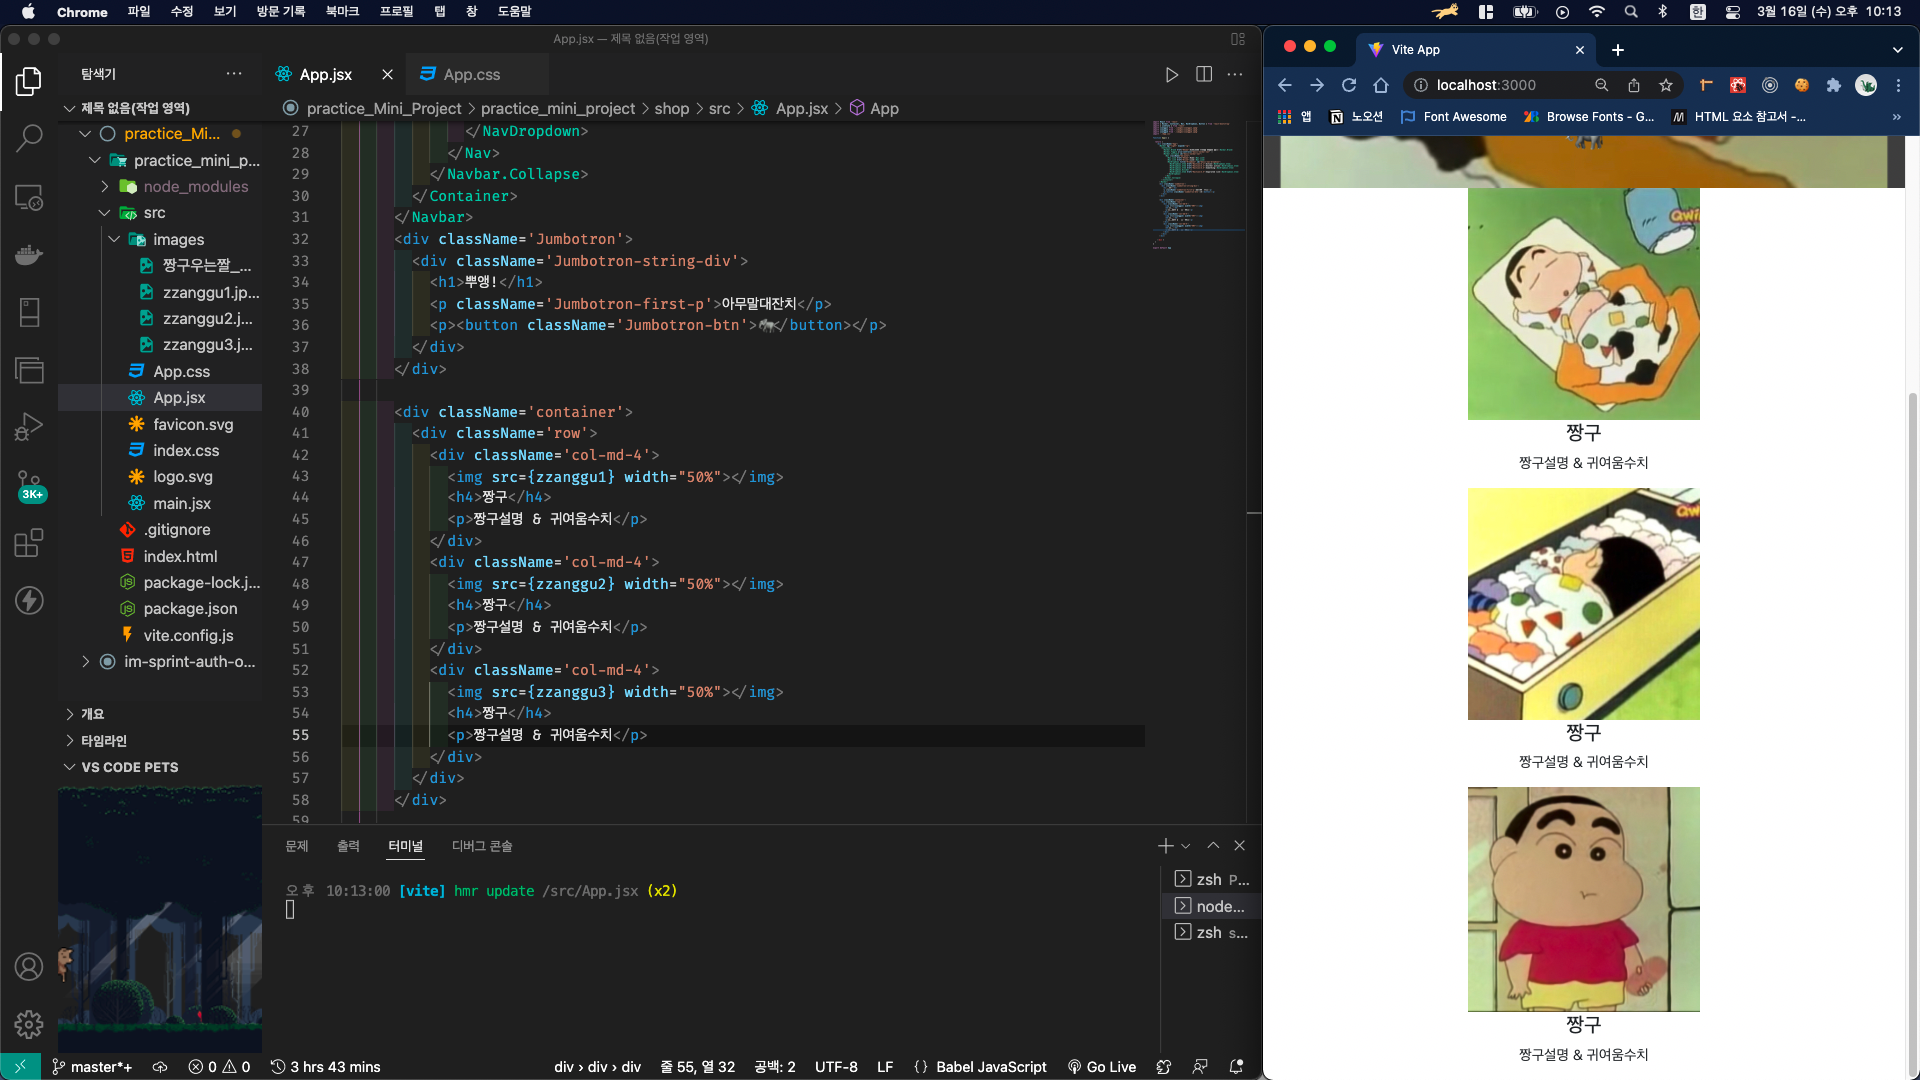 Chrome 파일 수정 보기 방문 기록 북마크 프로필 탭 창 도움말
한 3월 16일 (수) 오후 10:13
App.jsx — 제목 없음(작업 영역)
탐색기
App.jsx App.css
제목 없음(작업 영역)
practice_Mi...
practice_mini_p...
node_modules
src
images
짱구우는짤_...
zzanggu1.jp...
zzanggu2.j...
zzanggu3.j...
App.css
App.jsx
favicon.svg
index.css
logo.svg
main.jsx
.gitignore
index.html
package-lock.j...
package.json
vite.config.js
im-sprint-auth-o...
개요
타임라인
VS CODE PETS
3K+
practice_Mini_Project > practice_mini_project > shop > src > App.jsx > App
27 </NavDropdown>
28 </Nav>
29 </Navbar.Collapse>
30 </Container>
31 </Navbar>
32 <div className='Jumbotron'>
33 <div className='Jumbotron-string-div'>
34 <h1>뿌앵!</h1>
35 <p className='Jumbotron-first-p'>아무말대잔치</p>
36 <p><button className='Jumbotron-btn'>🦇</button></p>
37 </div>
38 </div>
39
40 <div className='container'>
41 <div className='row'>
42 <div className='col-md-4'>
43 <img src={zzanggu1} width="50%"></img>
44 <h4>짱구</h4>
45 <p>짱구설명 & 귀여움수치</p>
46 </div>
47 <div className='col-md-4'>
48 <img src={zzanggu2} width="50%"></img>
49 <h4>짱구</h4>
50 <p>짱구설명 & 귀여움수치</p>
51 </div>
52 <div className='col-md-4'>
53 <img src={zzanggu3} width="50%"></img>
54 <h4>짱구</h4>
55 <p>짱구설명 & 귀여움수치</p>
56 </div>
57 </div>
58 </div>
59
문제 출력 터미널 디버그 콘솔
오후 10:13:00 [vite] hmr update /src/App.jsx (x2)
zsh P...
node...
zsh s...
master*+ 0 0 3 hrs 43 mins div > div > div 줄 55, 열 32 공백: 2 UTF-8 LF {} Babel JavaScript Go Live
Vite App
localhost:3000
앱 노오션 Font Awesome Browse Fonts - G... HTML 요소 참고서 -... »
짱구
짱구설명 & 귀여움수치
짱구
짱구설명 & 귀여움수치
짱구
짱구설명 & 귀여움수치